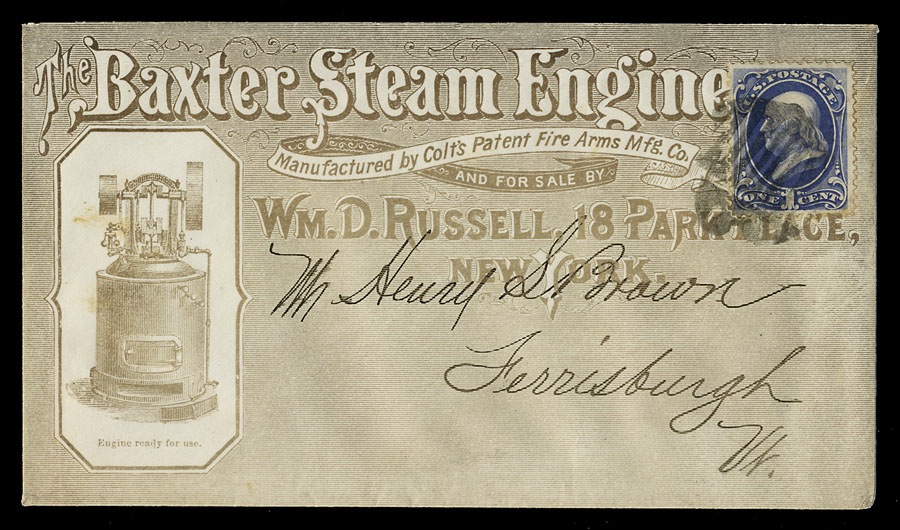 The Baxter Steam Engine
U.S. POSTAGE
ONE CENT
Manufactured by Colt's Patent Fire Arms Mfg. Co.
AND FOR SALE BY
WM. D. RUSSELL, 18 PARK PLACE,
NEW YORK.
Mr Henry S Brown
Ferrisburgh
Vt.
Engine ready for use.